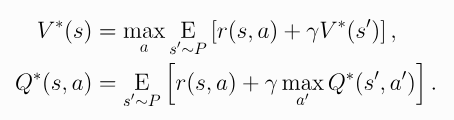 V*(s) = max_a E_{s'∼P} [r(s, a) + γV*(s')],
Q*(s, a) = E_{s'∼P} [r(s, a) + γ max_{a'} Q*(s', a')].